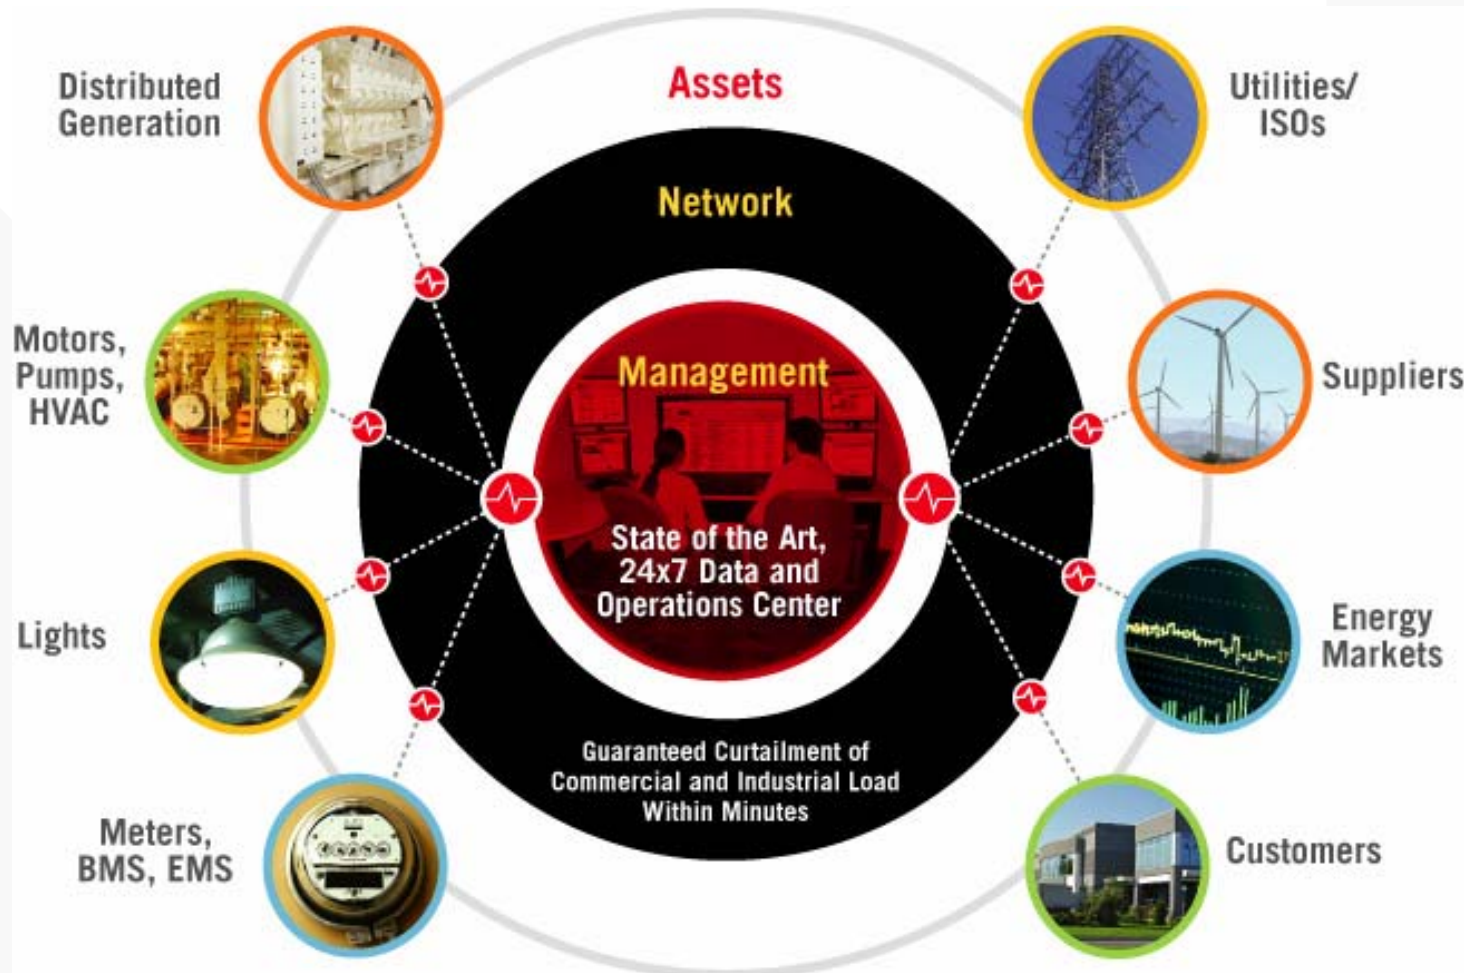 Assets
Distributed
Generation
Utilities/
ISOs
Network
Motors,
Pumps,
HVAC
Management
Suppliers
State of the Art,
24x7 Data and
Operations Center
Lights
Energy
Markets
Guaranteed Curtailment of
Commercial and Industrial Load
Within Minutes
Meters,
BMS, EMS
Customers